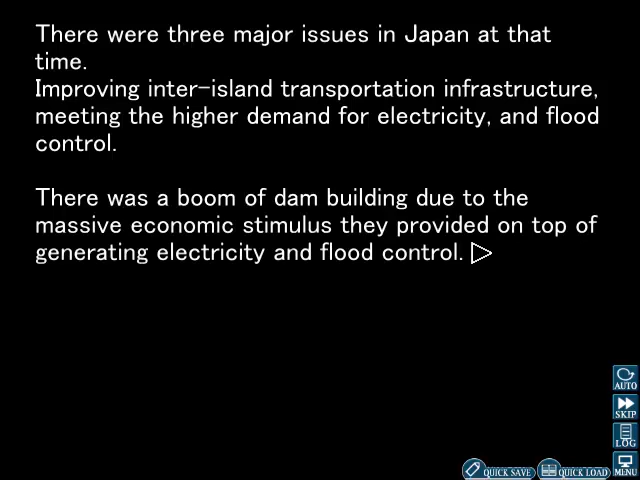 There were three major issues in Japan at that
time.
Improving inter-island transportation infrastructure,
meeting the higher demand for electricity, and flood
control.
There was a boom of dam building due to the
massive economic stimulus they provided on top of
generating electricity and flood control.
AUTO
SKIP
LOG
MENU
QUICK SAVE
QUICK LOAD